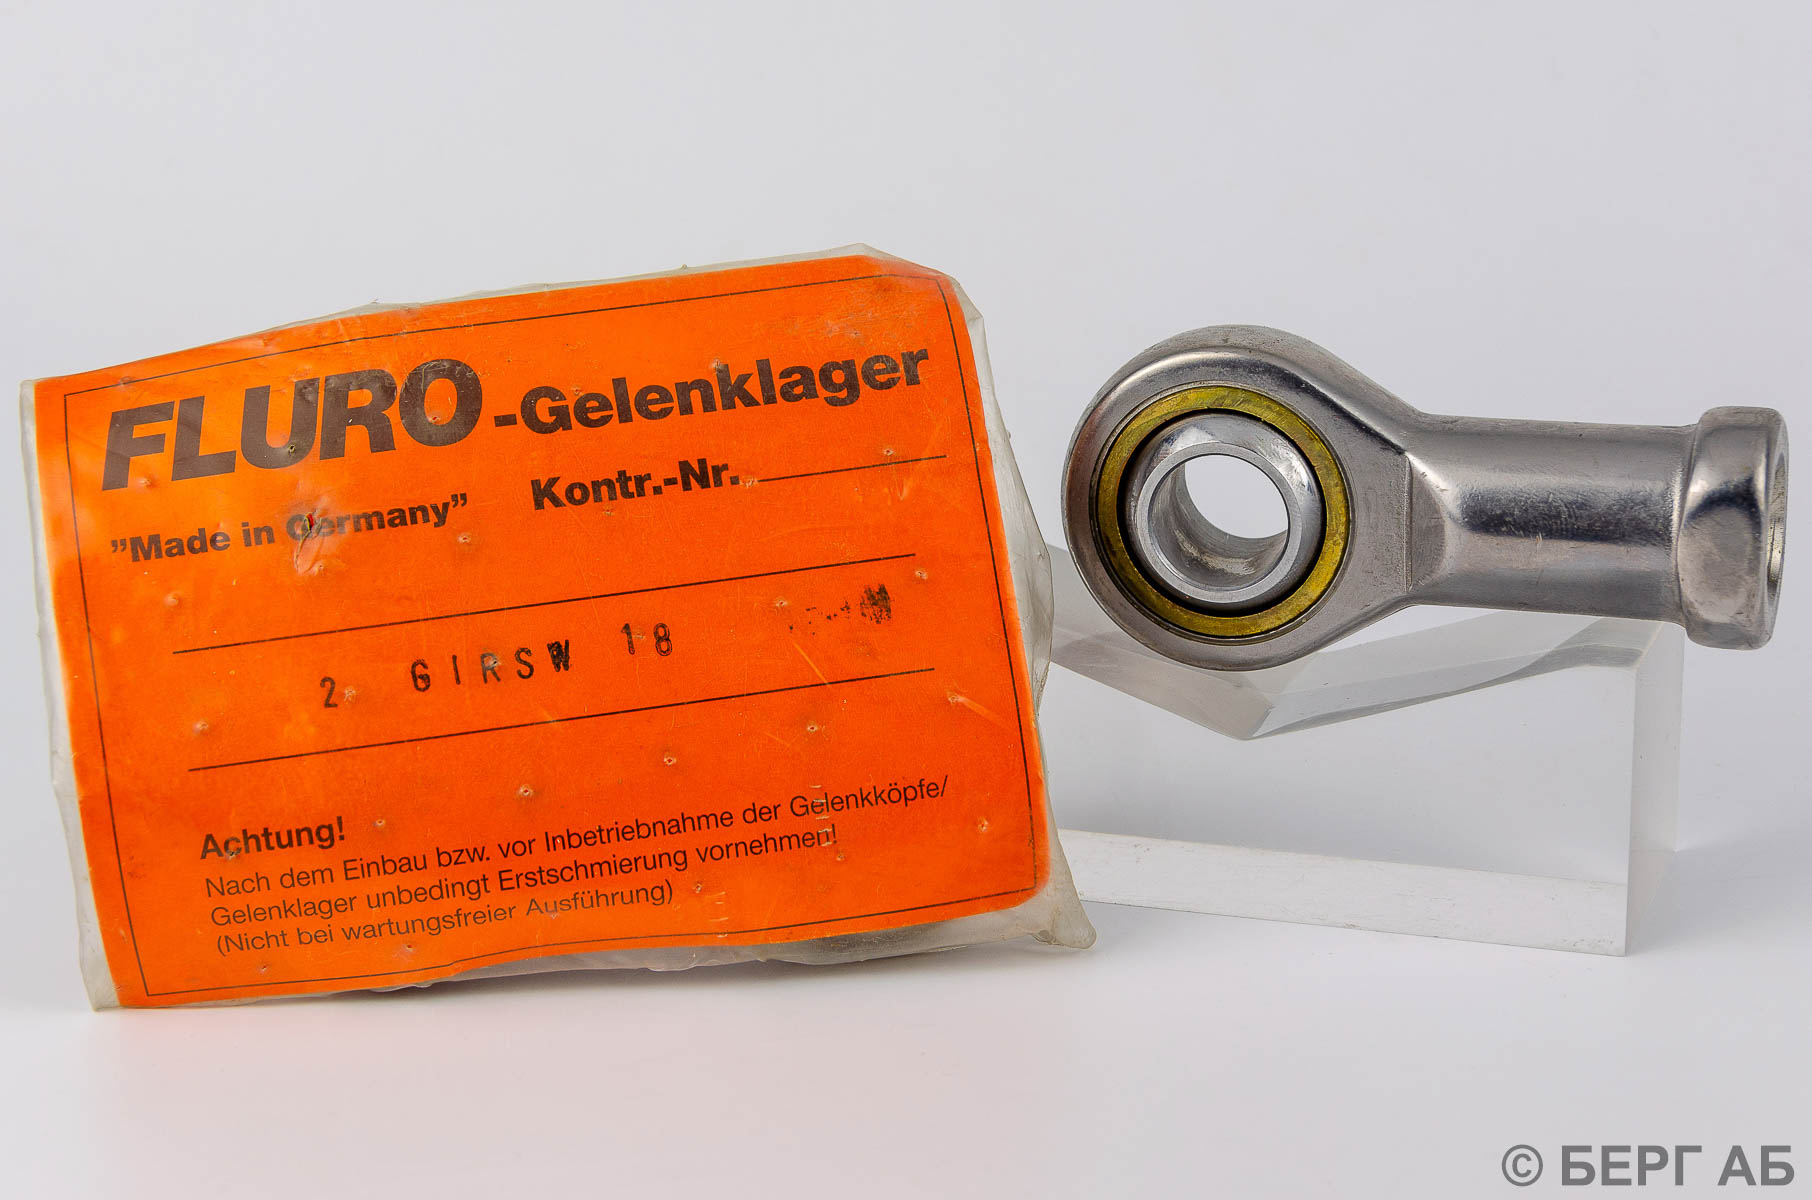 FLURO-Gelenklager
"Made in Germany" Kontr.-Nr.
2 GIRSW 18
Achtung!
Nach dem Einbau bzw. vor Inbetriebnahme der Gelenkköpfe/
Gelenklager unbedingt Erstschmierung vornehmen!
(Nicht bei wartungsfreier Ausführung)
© БЕРГ АБ